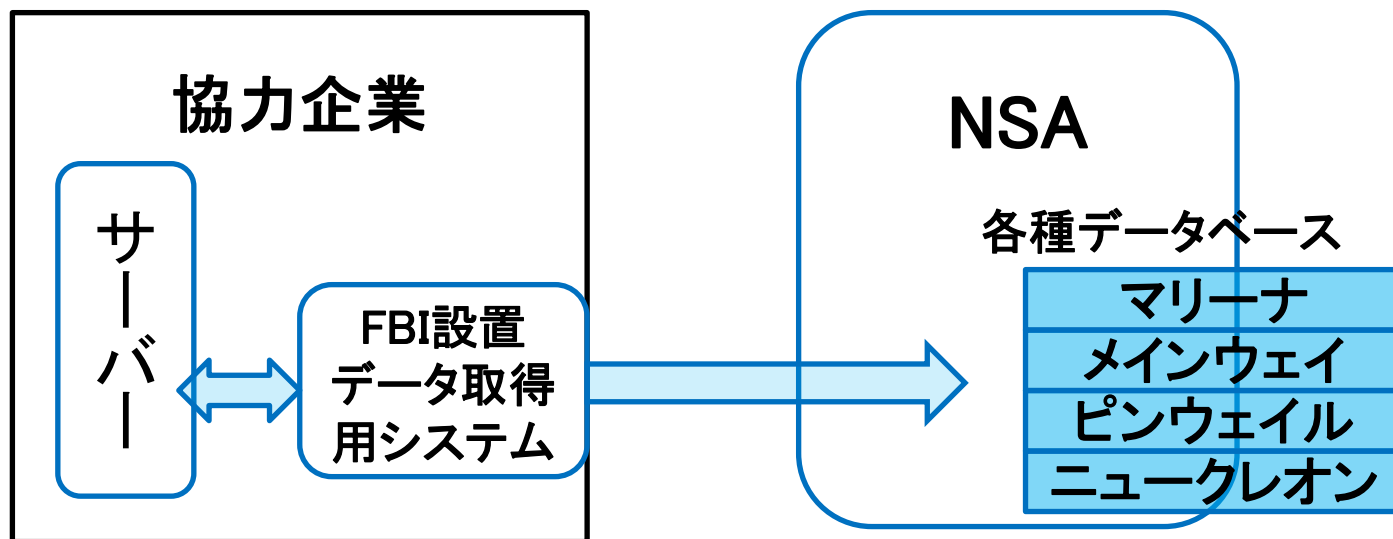 協力企業
サーバー
FBI設置
データ取得
用システム
NSA
各種データベース
マリーナ
メインウェイ
ピンウェイル
ニュークレオン